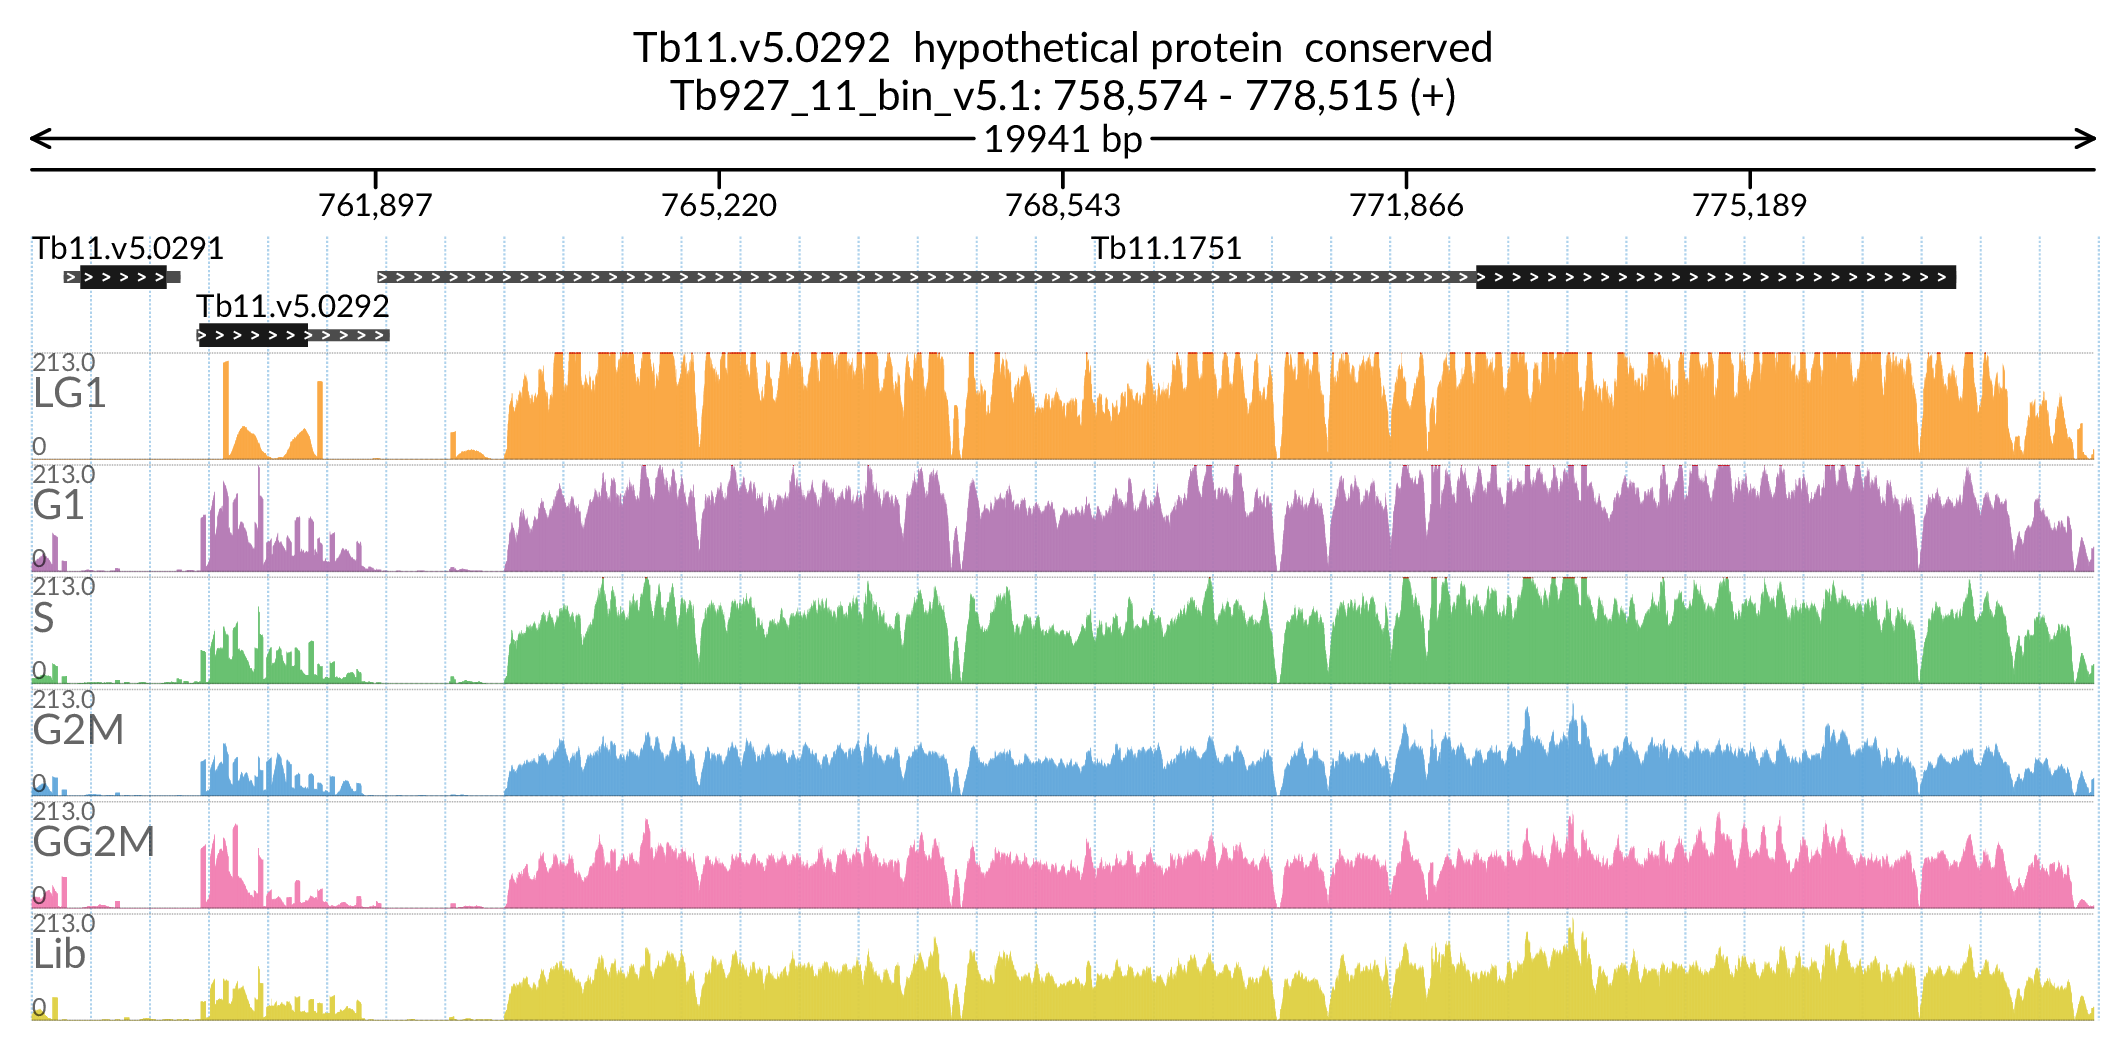 Tb11.v5.0292  hypothetical protein  conserved
Tb927_11_bin_v5.1: 758,574 - 778,515 (+)
19941 bp
761,897 765,220 768,543 771,866 775,189
Tb11.v5.0291 Tb11.1751
Tb11.v5.0292
213.0
LG1
0
213.0
G1
0
213.0
S
0
213.0
G2M
0
213.0
GG2M
0
213.0
Lib
0